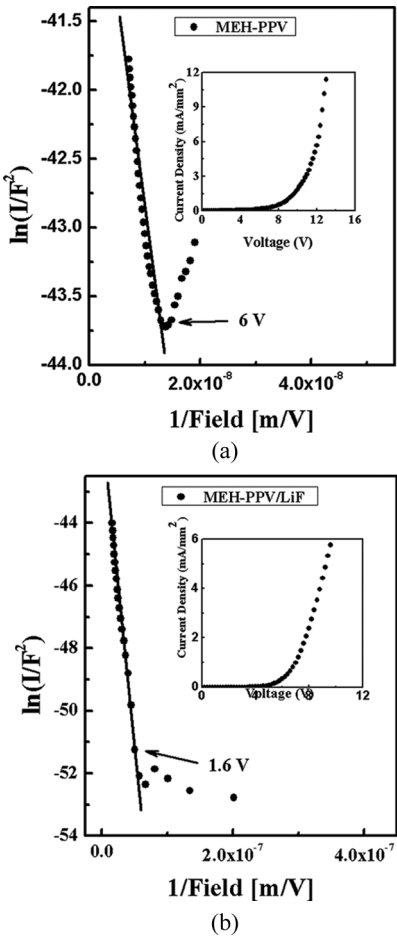 MEH-PPV
-41.5
-42.0
-42.5
-43.0
-43.5
-44.0
ln(I/F²)
12
9
6
3
0
Current Density (mA/mm²)
0 4 8 12 16
Voltage (V)
6 V
0.0 2.0x10⁻⁸ 4.0x10⁻⁸
1/Field [m/V]
(a)
MEH-PPV/LiF
-44
-46
-48
-50
-52
-54
ln(I/F²)
6
4
2
0
Current Density (mA/mm²)
0 4 8 12
Voltage (V)
1.6 V
0.0 2.0x10⁻⁷ 4.0x10⁻⁷
1/Field [m/V]
(b)